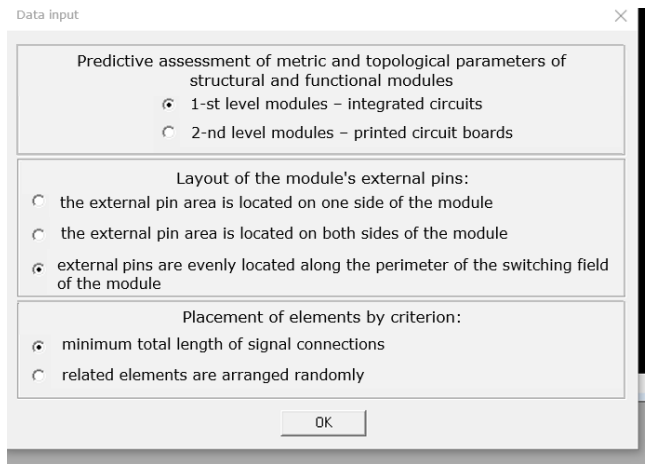 Data input
Predictive assessment of metric and topological parameters of
structural and functional modules
1-st level modules – integrated circuits
2-nd level modules – printed circuit boards
Layout of the module's external pins:
the external pin area is located on one side of the module
the external pin area is located on both sides of the module
external pins are evenly located along the perimeter of the switching field
of the module
Placement of elements by criterion:
minimum total length of signal connections
related elements are arranged randomly
OK